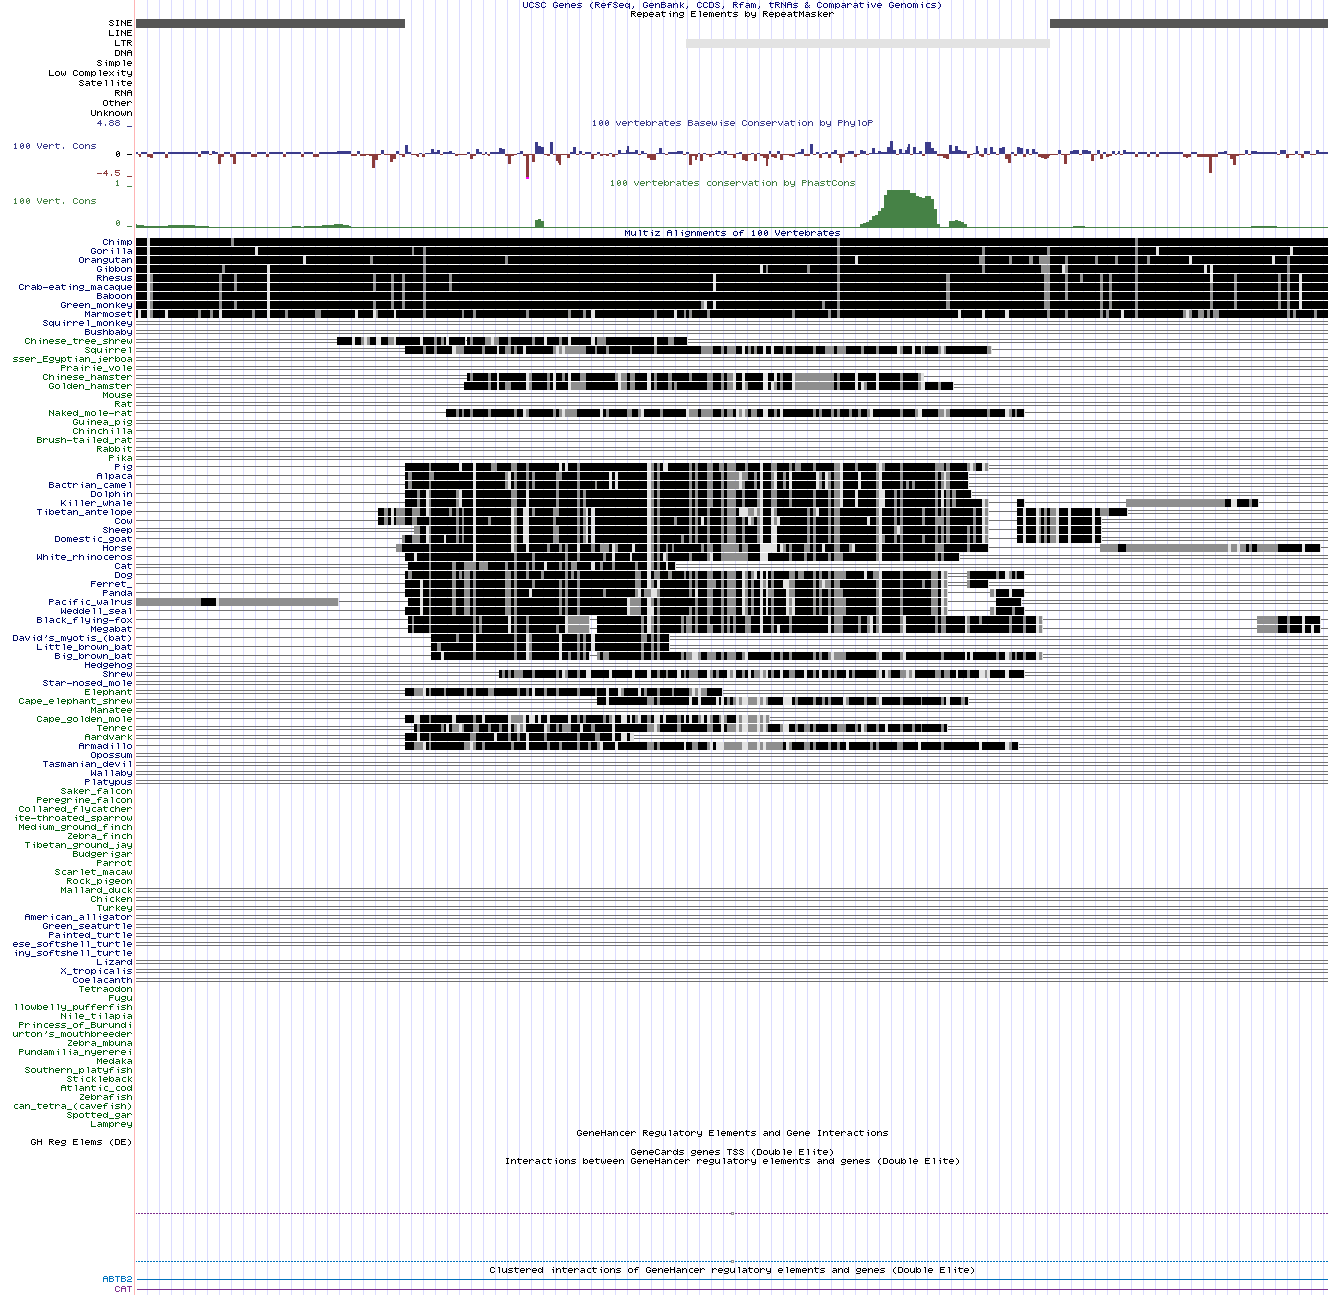 UCSC Genes (RefSeq, GenBank, CCDS, Rfam, tRNAs & Comparative Genomics)
Repeating Elements by RepeatMasker
SINE
LINE
LTR
DNA
Simple
Low Complexity
Satellite
RNA
Other
Unknown
100 vertebrates Basewise Conservation by PhyloP
4.88 _
100 Vert. Cons
0 _
-4.5 _
100 vertebrates conservation by PhastCons
1 _
100 Vert. Cons
0 _
Multiz Alignments of 100 Vertebrates
Chimp
Gorilla
Orangutan
Gibbon
Rhesus
Crab-eating_macaque
Baboon
Green_monkey
Marmoset
Squirrel_monkey
Bushbaby
Chinese_tree_shrew
Squirrel
sser_Egyptian_jerboa
Prairie_vole
Chinese_hamster
Golden_hamster
Mouse
Rat
Naked_mole-rat
Guinea_pig
Chinchilla
Brush-tailed_rat
Rabbit
Pika
Pig
Alpaca
Bactrian_camel
Dolphin
Killer_whale
Tibetan_antelope
Cow
Sheep
Domestic_goat
Horse
White_rhinoceros
Cat
Dog
Ferret_
Panda
Pacific_walrus
Weddell_seal
Black_flying-fox
Megabat
David's_myotis_(bat)
Little_brown_bat
Big_brown_bat
Hedgehog
Shrew
Star-nosed_mole
Elephant
Cape_elephant_shrew
Manatee
Cape_golden_mole
Tenrec
Aardvark
Armadillo
Opossum
Tasmanian_devil
Wallaby
Platypus
Saker_falcon
Peregrine_falcon
Collared_flycatcher
ite-throated_sparrow
Medium_ground_finch
Zebra_finch
Tibetan_ground_jay
Budgerigar
Parrot
Scarlet_macaw
Rock_pigeon
Mallard_duck
Chicken
Turkey
American_alligator
Green_seaturtle
Painted_turtle
ese_softshell_turtle
iny_softshell_turtle
Lizard
X_tropicalis
Coelacanth
Tetraodon
Fugu
llowbelly_pufferfish
Nile_tilapia
Princess_of_Burundi
urton's_mouthbreeder
Zebra_mbuna
Pundamilia_nyererei
Medaka
Southern_platyfish
Stickleback
Atlantic_cod
Zebrafish
can_tetra_(cavefish)
Spotted_gar
Lamprey
GeneHancer Regulatory Elements and Gene Interactions
GH Reg Elems (DE)
GeneCards genes TSS (Double Elite)
Interactions between GeneHancer regulatory elements and genes (Double Elite)
Clustered interactions of GeneHancer regulatory elements and genes (Double Elite)
ABTB2
CAT